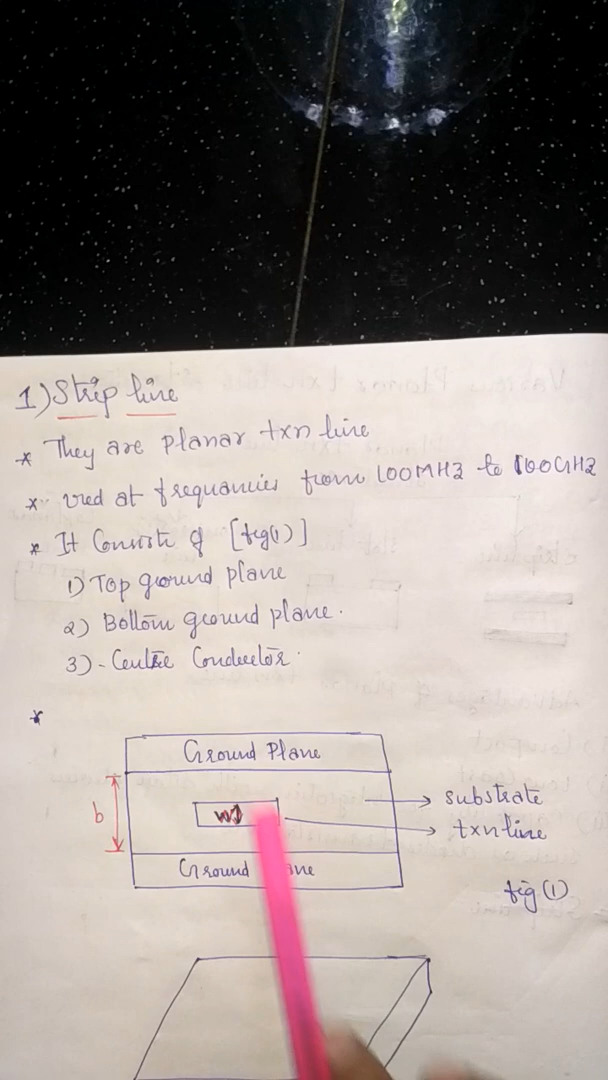 1) Strip line
* They are planar txn line
* used at frequancies from 100MHz to 100GHz
* It Consists of [fig(1)]
1) Top ground plane
2) Bottom ground plane.
3) - Centre Conductor.
*
Ground Plane
b
substrate
txn line
Ground
fig (1)